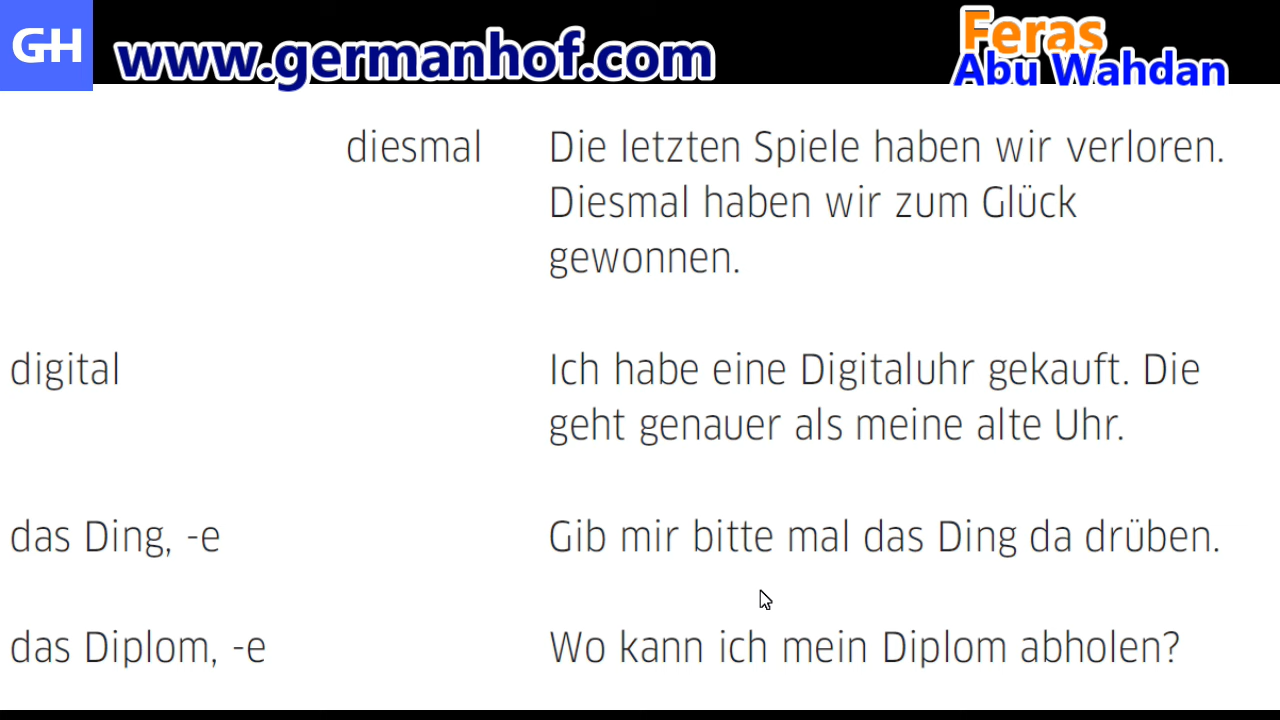 GH
www.germanhof.com
Feras
Abu Wahdan
diesmal
Die letzten Spiele haben wir verloren.
Diesmal haben wir zum Glück
gewonnen.
digital
Ich habe eine Digitaluhr gekauft. Die
geht genauer als meine alte Uhr.
das Ding, -e
Gib mir bitte mal das Ding da drüben.
das Diplom, -e
Wo kann ich mein Diplom abholen?